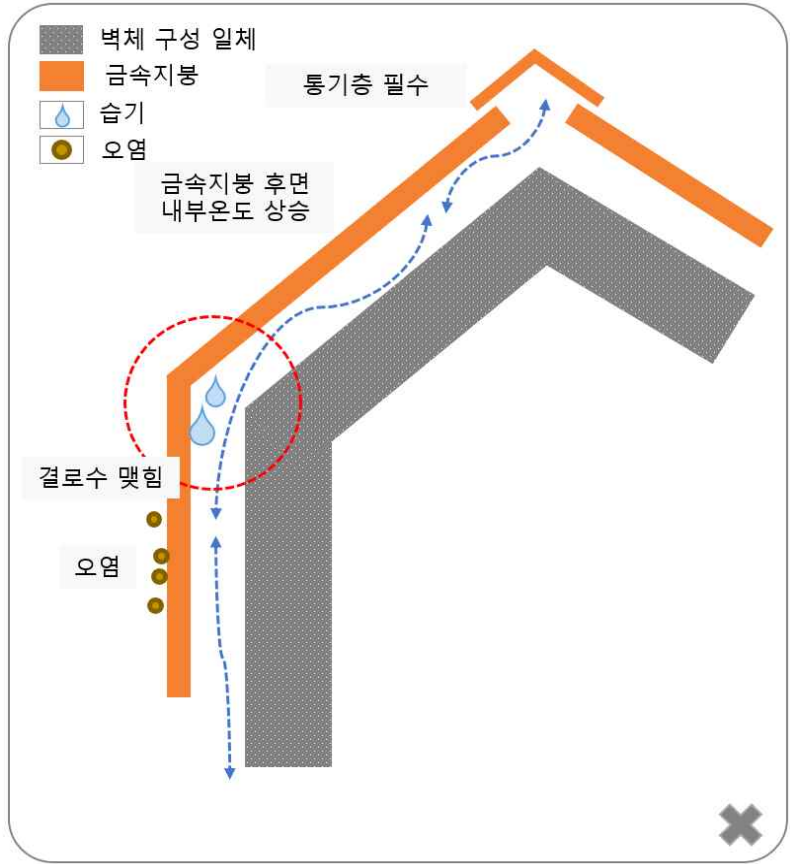 벽체 구성 일체
금속지붕
습기
오염
통기층 필수
금속지붕 후면
내부온도 상승
결로수 맺힘
오염